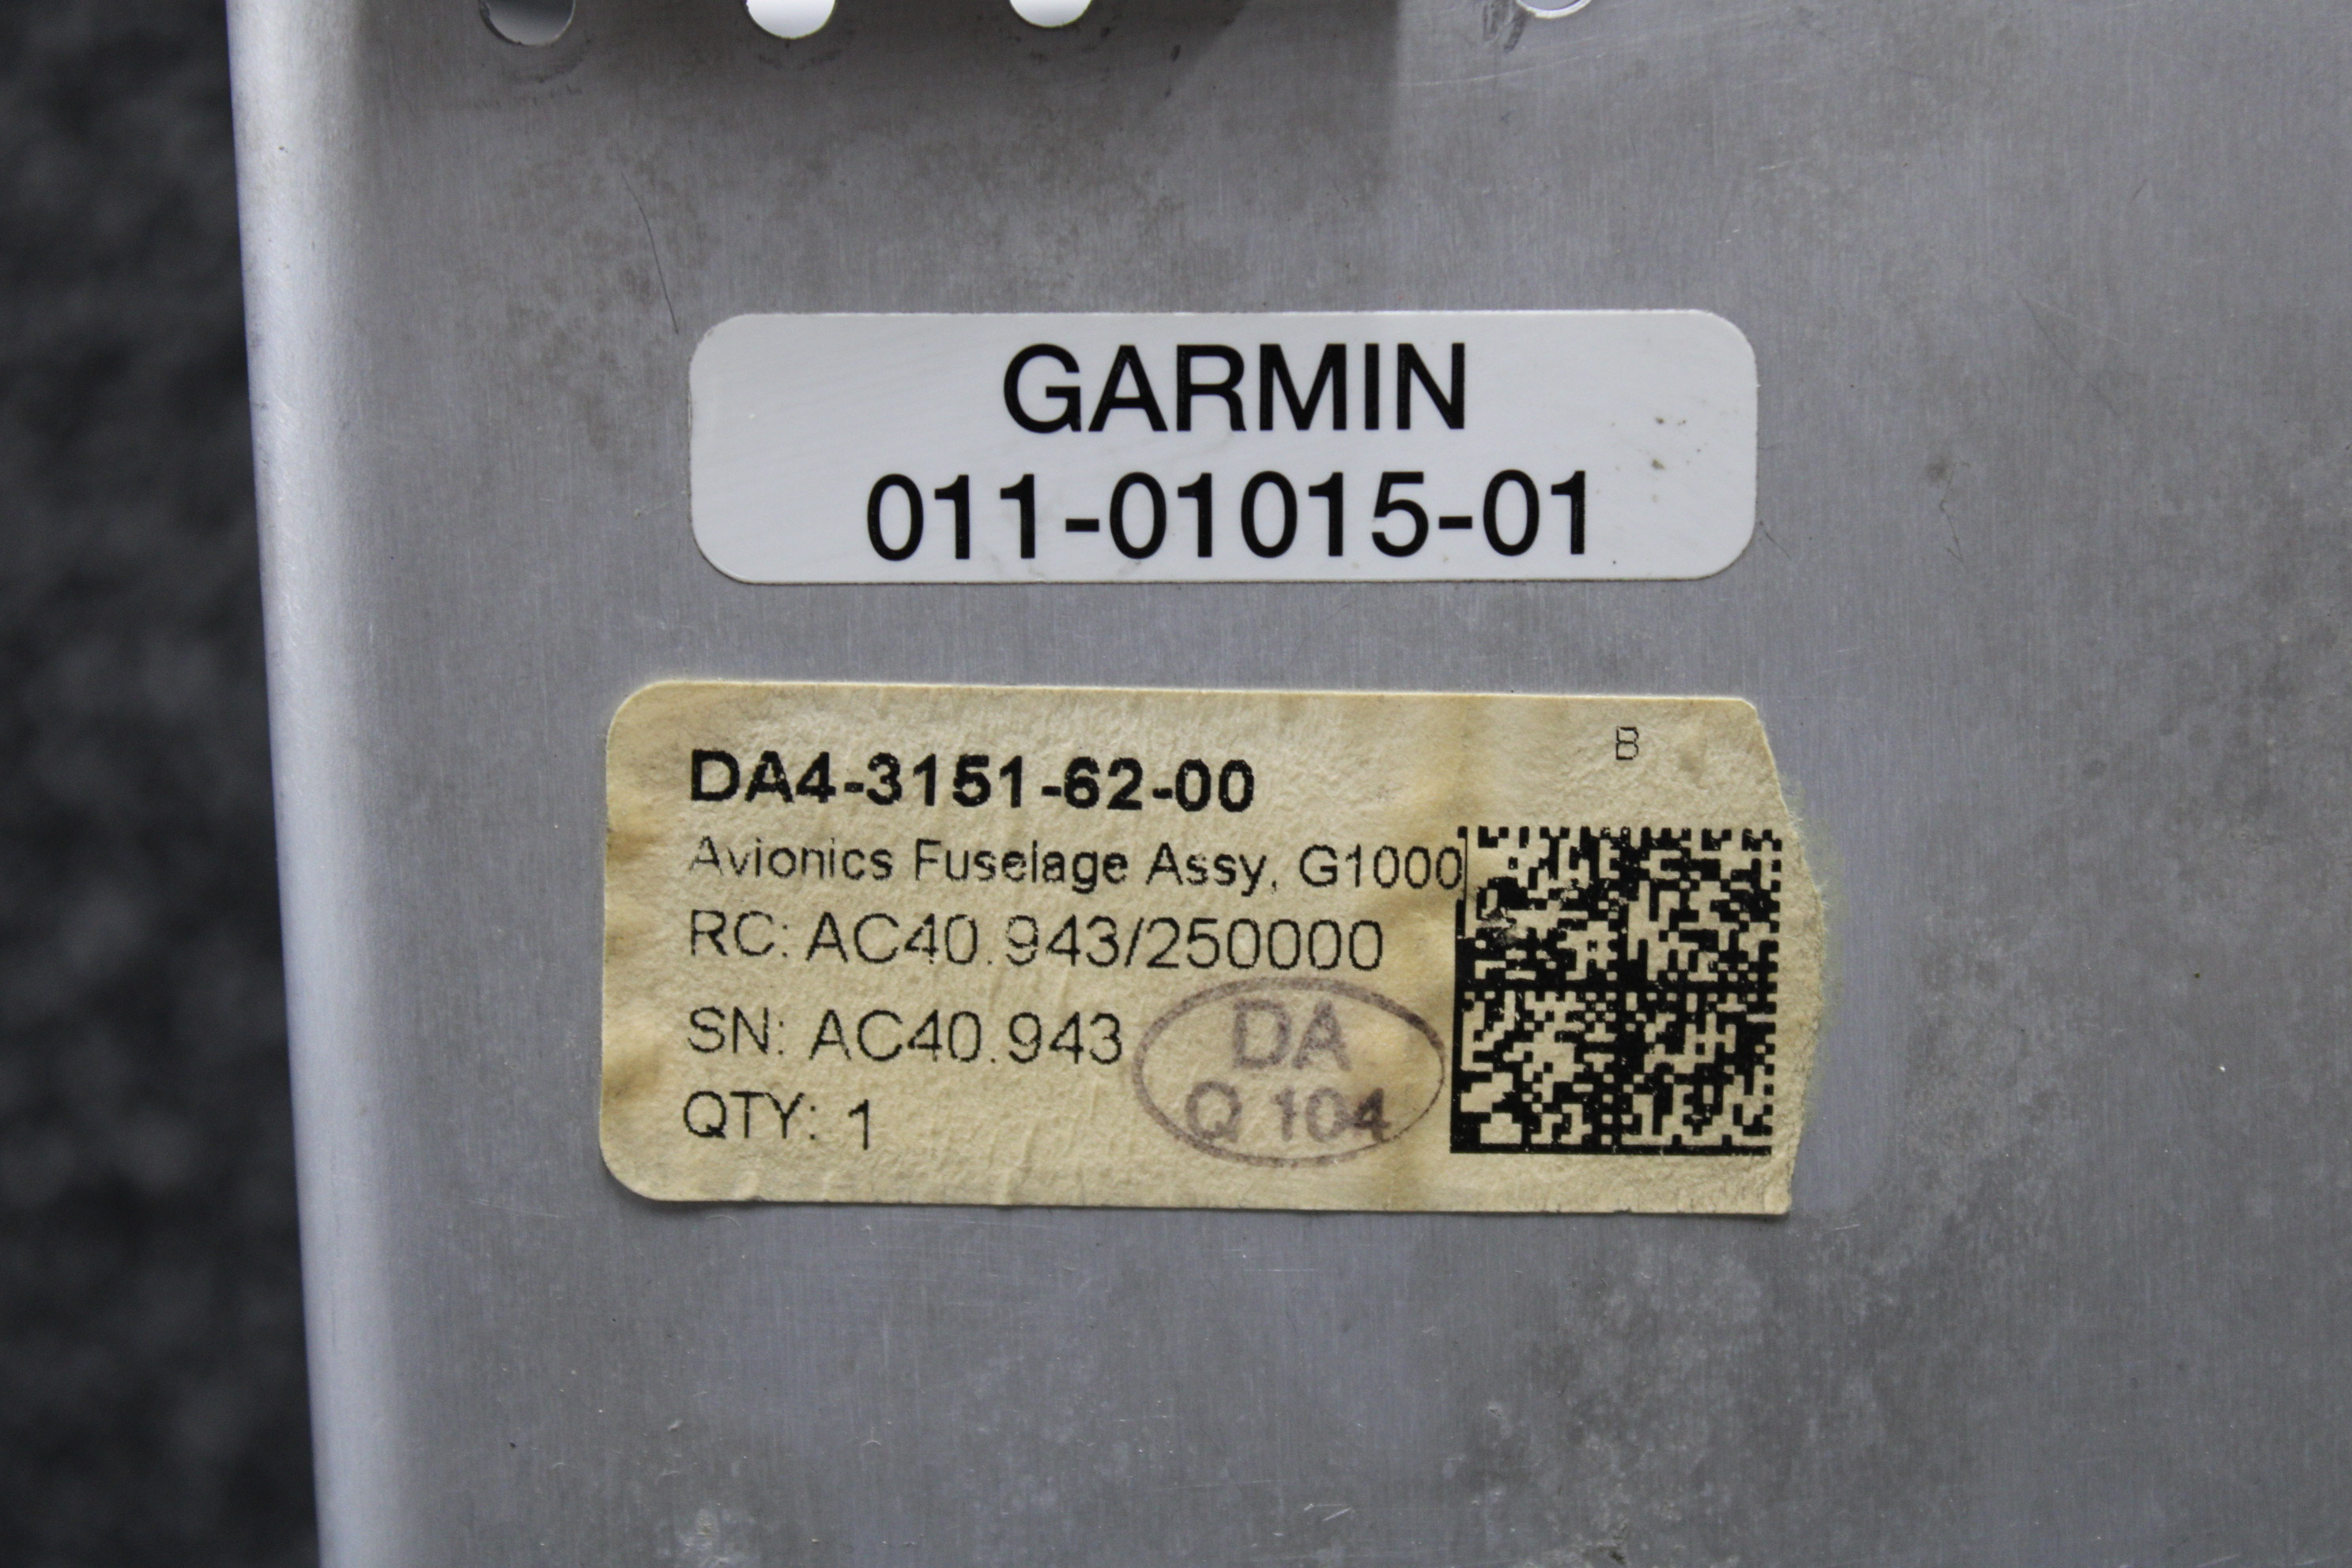 GARMIN
011-01015-01
B
DA4-3151-62-00
Avionics Fuselage Assy, G1000
RC: AC40.943/250000
SN: AC40.943
QTY: 1
DA
Q 104